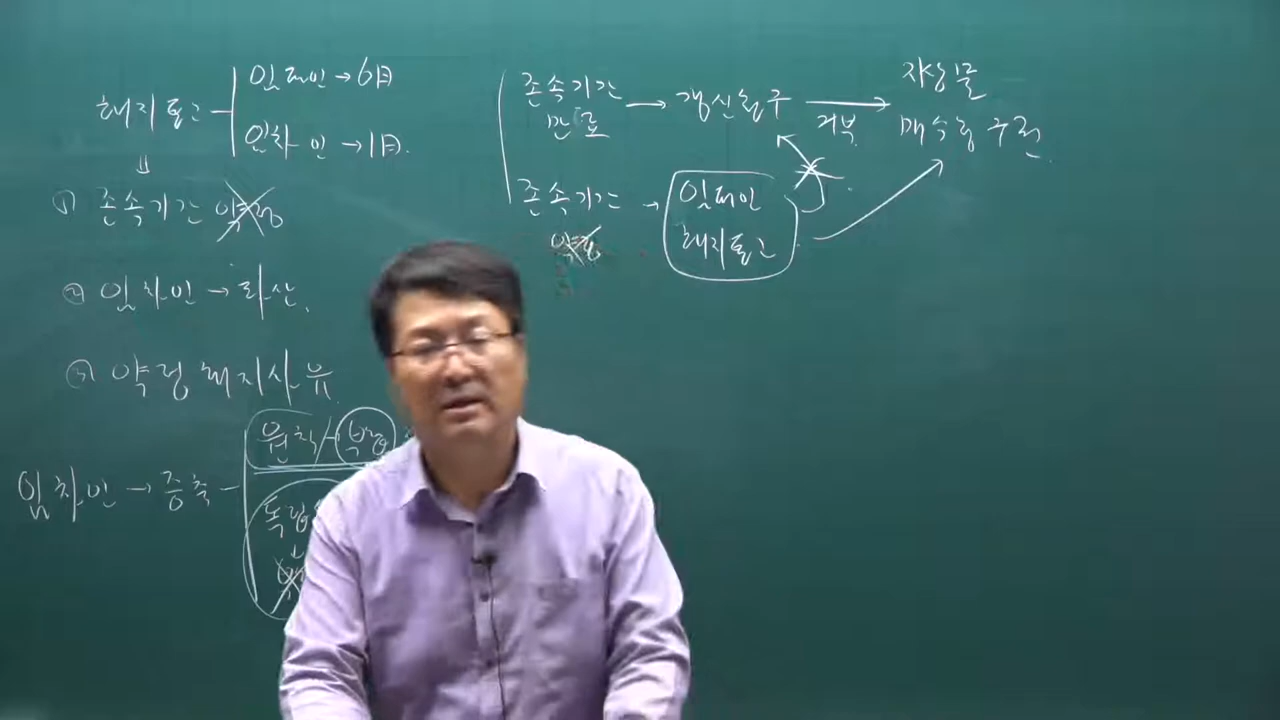 해지통고
임대인→6月
임차인→1月.
⇓
① 존속기간 약정
② 임차인→파산.
③ 약정해지사유
임차인→증축
원칙/부속
독립
존속기간
만료
→갱신청구
→
거절
지상물
매수청구권
존속기간
약정
→임대인
해지통고